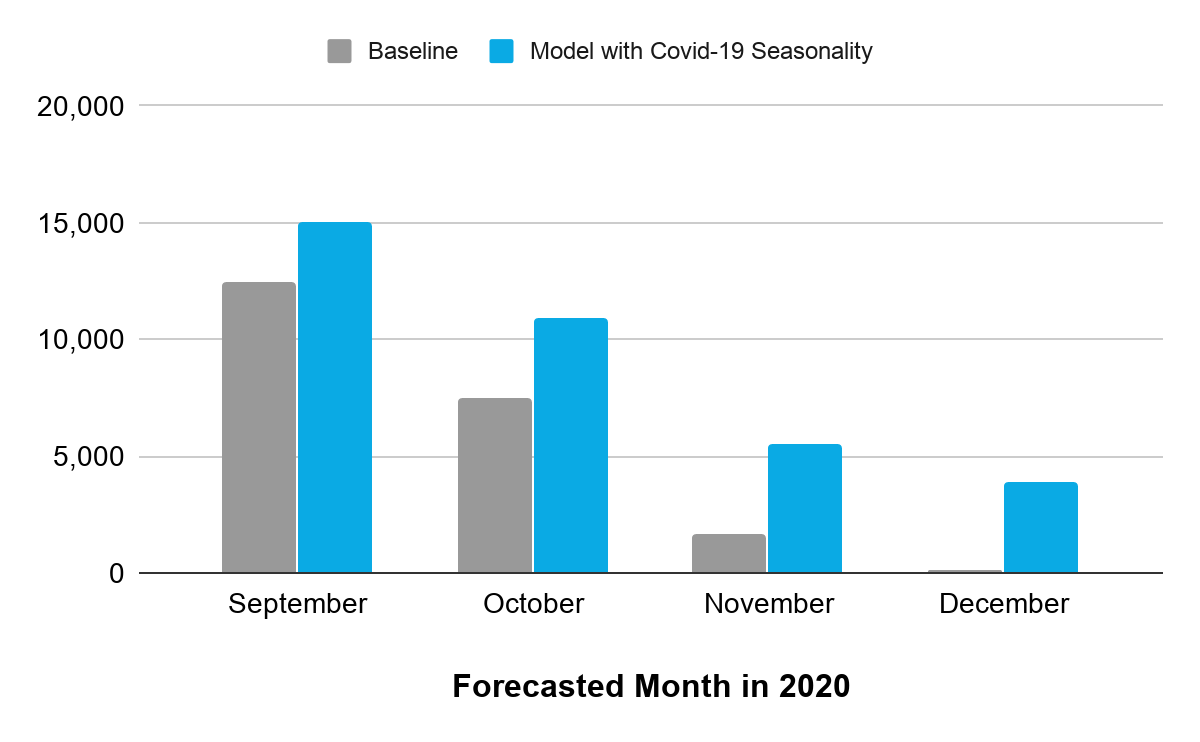 Baseline Model with Covid-19 Seasonality
20,000
15,000
10,000
5,000
0
September October November December
Forecasted Month in 2020